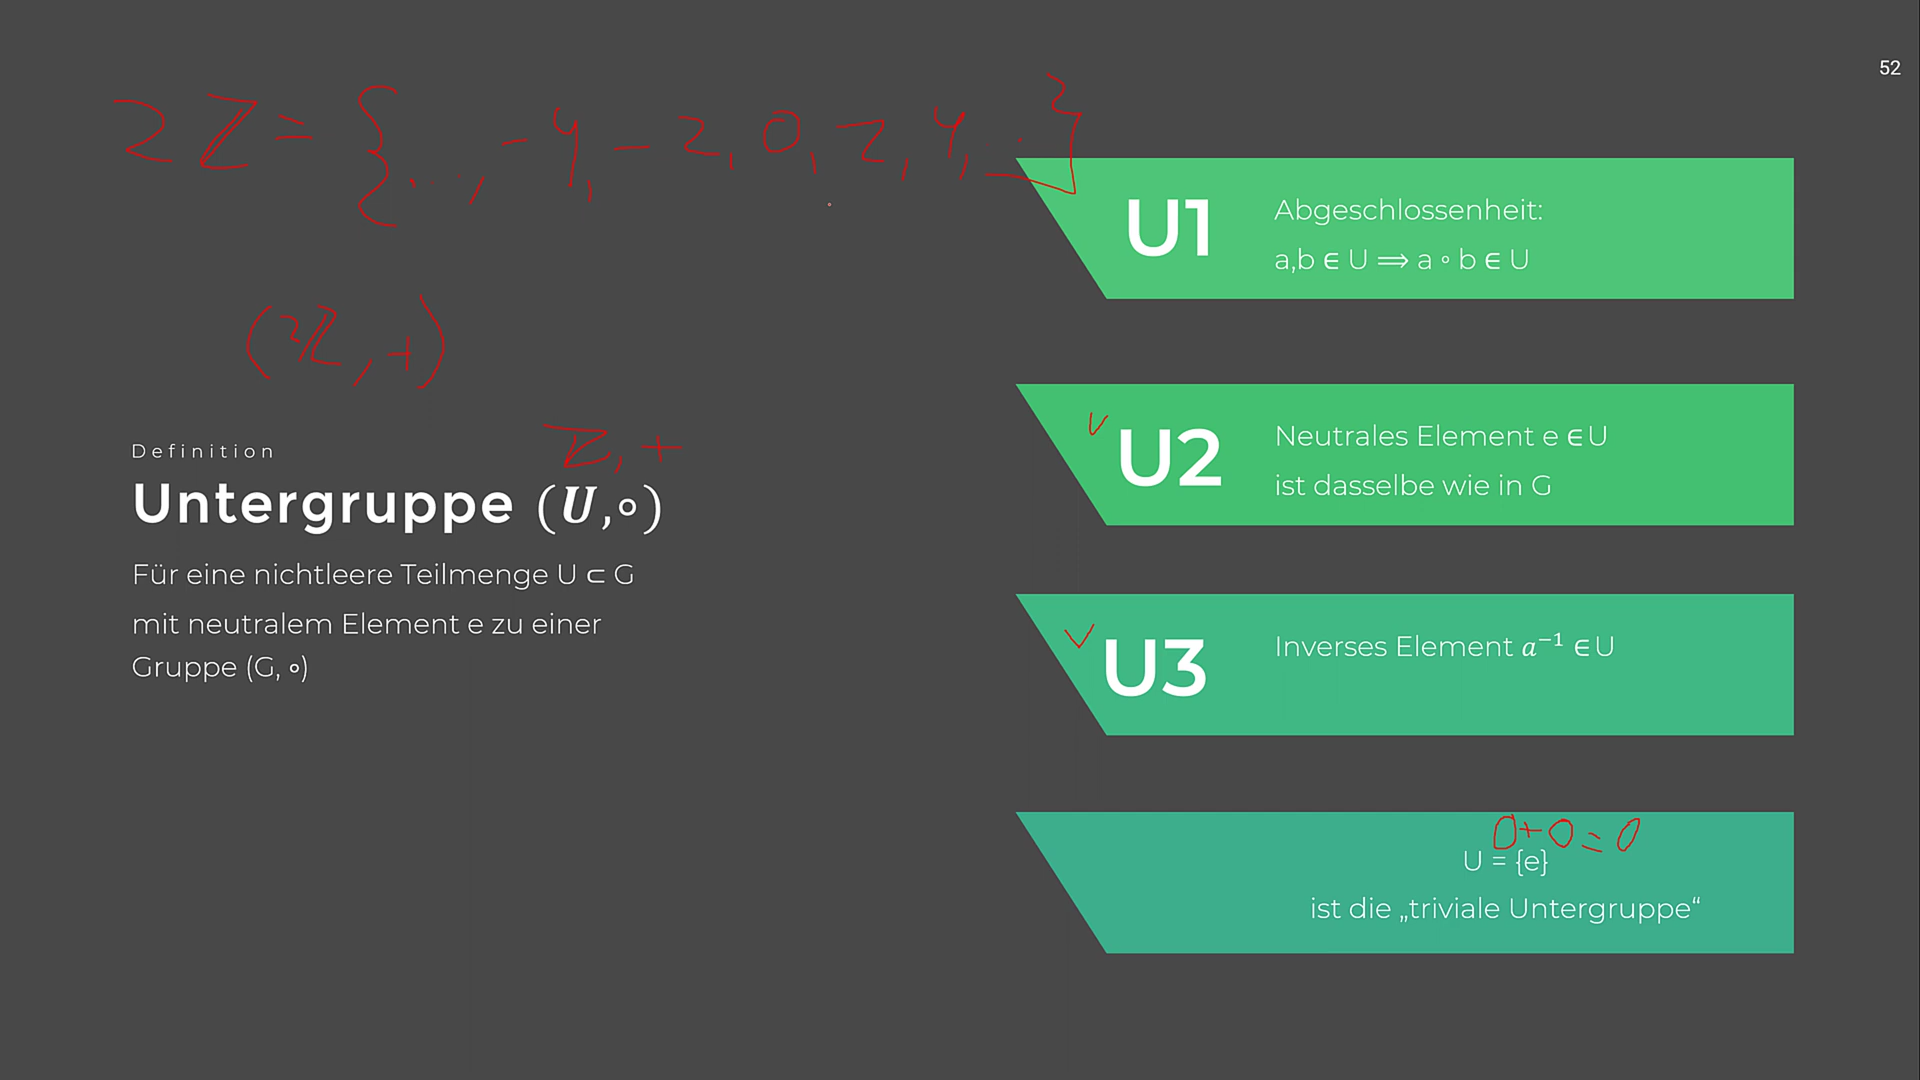 52
2ℤ = {..., -4, -2, 0, 2, 4, ...}
(2ℤ, +)
ℤ, +
Definition
Untergruppe (U,∘)
Für eine nichtleere Teilmenge U ⊂ G
mit neutralem Element e zu einer
Gruppe (G, ∘)
U1
Abgeschlossenheit:
a,b ∈ U ⟹ a ∘ b ∈ U
✓
U2
Neutrales Element e ∈ U
ist dasselbe wie in G
✓
U3
Inverses Element a⁻¹ ∈ U
0+0=0
U = {e}
ist die „triviale Untergruppe“